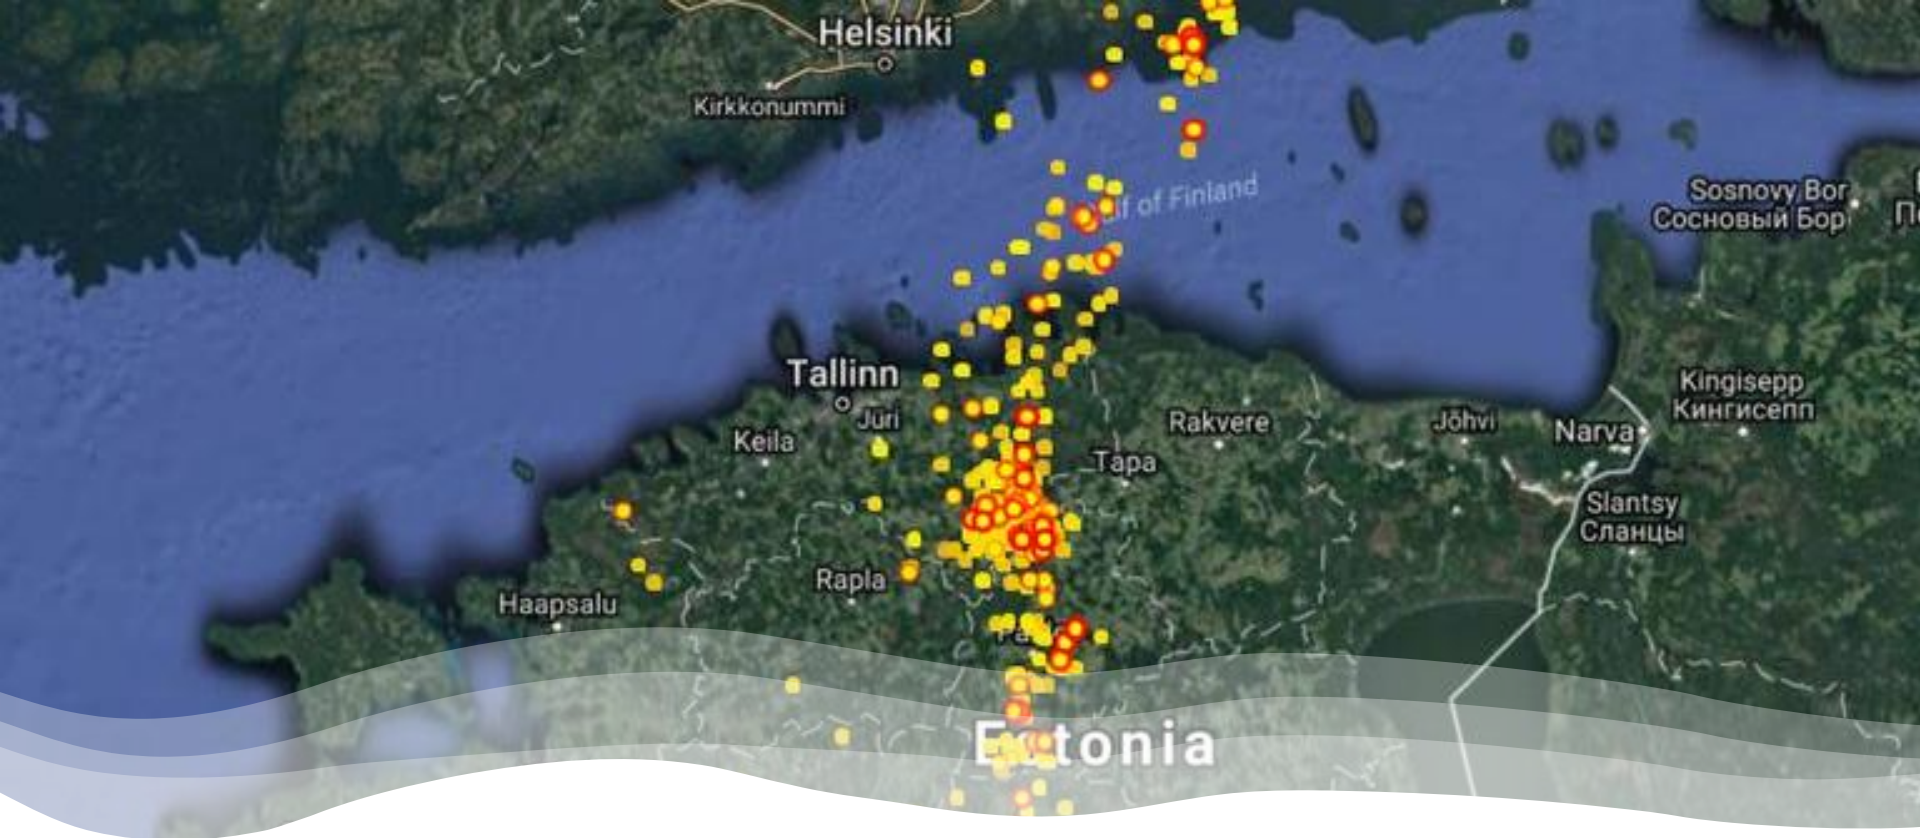 Helsinki
Kirkkonummi
of Finland
Sosnovy Bor
Сосновый Бор
Tallinn
Jüri
Keila
Rakvere
Jõhvi
Narva
Kingisepp
Кингисепп
Tapa
Slantsy
Сланцы
Rapla
Haapsalu